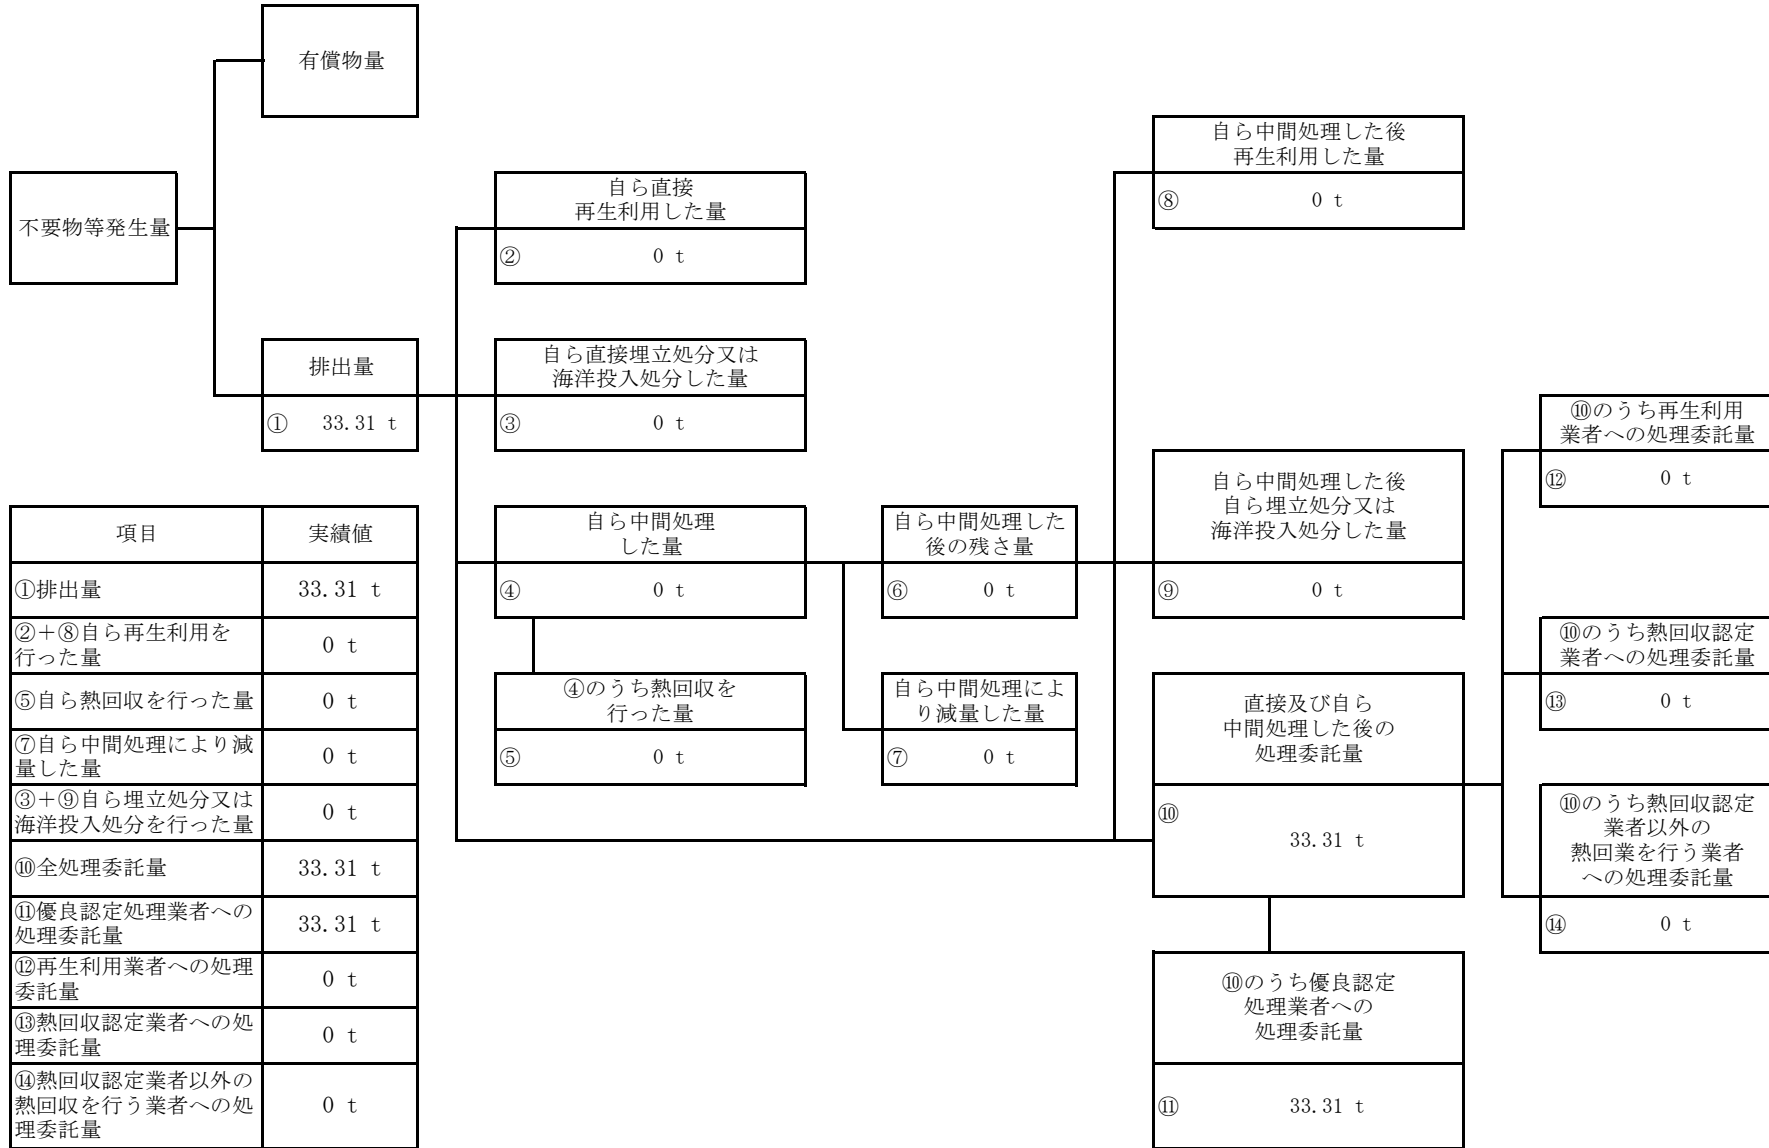 有償物量
不要物等発生量
排出量
① 33.31 t
自ら直接
再生利用した量
② 0 t
自ら直接埋立処分又は
海洋投入処分した量
③ 0 t
自ら中間処理
した量
④ 0 t
④のうち熱回収を
行った量
⑤ 0 t
自ら中間処理した
後の残さ量
⑥ 0 t
自ら中間処理によ
り減量した量
⑦ 0 t
自ら中間処理した後
再生利用した量
⑧ 0 t
自ら中間処理した後
自ら埋立処分又は
海洋投入処分した量
⑨ 0 t
直接及び自ら
中間処理した後の
処理委託量
⑩
33.31 t
⑩のうち優良認定
処理業者への
処理委託量
⑪ 33.31 t
⑩のうち再生利用
業者への処理委託量
⑫ 0 t
⑩のうち熱回収認定
業者への処理委託量
⑬ 0 t
⑩のうち熱回収認定
業者以外の
熱回業を行う業者
への処理委託量
⑭ 0 t
項目 実績値
①排出量 33.31 t
②＋⑧自ら再生利用を
行った量 0 t
⑤自ら熱回収を行った量 0 t
⑦自ら中間処理により減
量した量 0 t
③＋⑨自ら埋立処分又は
海洋投入処分を行った量 0 t
⑩全処理委託量 33.31 t
⑪優良認定処理業者への
処理委託量 33.31 t
⑫再生利用業者への処理
委託量 0 t
⑬熱回収認定業者への処
理委託量 0 t
⑭熱回収認定業者以外の
熱回収を行う業者への処
理委託量 0 t